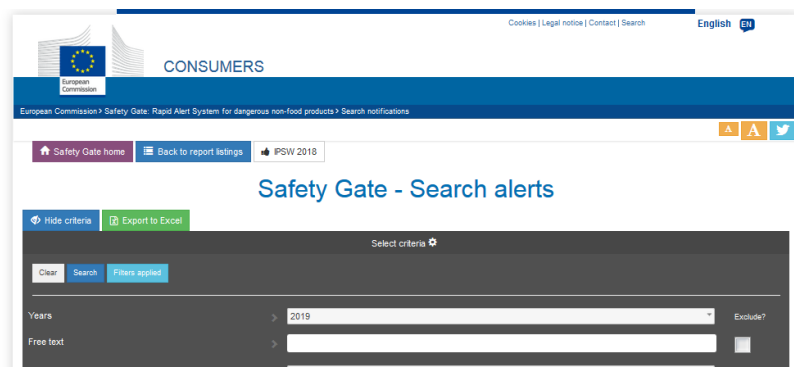 Cookies | Legal notice | Contact | Search English EN
CONSUMERS
European
Commission
European Commission > Safety Gate: Rapid Alert System for dangerous non-food products > Search notifications
A A
Safety Gate home Back to report listings IPSW 2018
Safety Gate - Search alerts
Hide criteria Export to Excel
Select criteria
Clear Search Filters applied
Years 2019 Exclude?
Free text